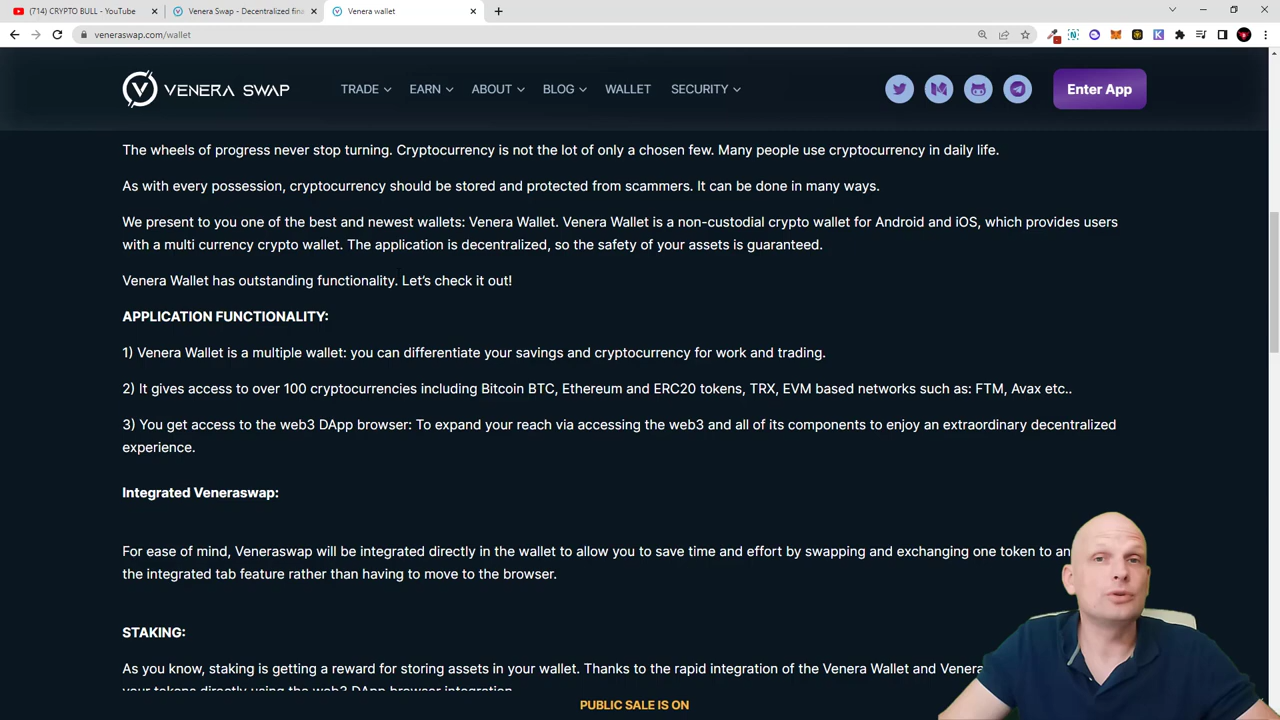 (714) CRYPTO BULL - YouTube
Venera Swap - Decentralized fina
Venera wallet
veneraswap.com/wallet
VENERA SWAP
TRADE
EARN
ABOUT
BLOG
WALLET
SECURITY
Enter App
The wheels of progress never stop turning. Cryptocurrency is not the lot of only a chosen few. Many people use cryptocurrency in daily life.
As with every possession, cryptocurrency should be stored and protected from scammers. It can be done in many ways.
We present to you one of the best and newest wallets: Venera Wallet. Venera Wallet is a non-custodial crypto wallet for Android and iOS, which provides users
with a multi currency crypto wallet. The application is decentralized, so the safety of your assets is guaranteed.
Venera Wallet has outstanding functionality. Let's check it out!
APPLICATION FUNCTIONALITY:
1) Venera Wallet is a multiple wallet: you can differentiate your savings and cryptocurrency for work and trading.
2) It gives access to over 100 cryptocurrencies including Bitcoin BTC, Ethereum and ERC20 tokens, TRX, EVM based networks such as: FTM, Avax etc..
3) You get access to the web3 DApp browser: To expand your reach via accessing the web3 and all of its components to enjoy an extraordinary decentralized
experience.
Integrated Veneraswap:
For ease of mind, Veneraswap will be integrated directly in the wallet to allow you to save time and effort by swapping and exchanging one token to an
the integrated tab feature rather than having to move to the browser.
STAKING:
As you know, staking is getting a reward for storing assets in your wallet. Thanks to the rapid integration of the Venera Wallet and Venera
your tokens directly using the web3 DApp browser integration.
PUBLIC SALE IS ON